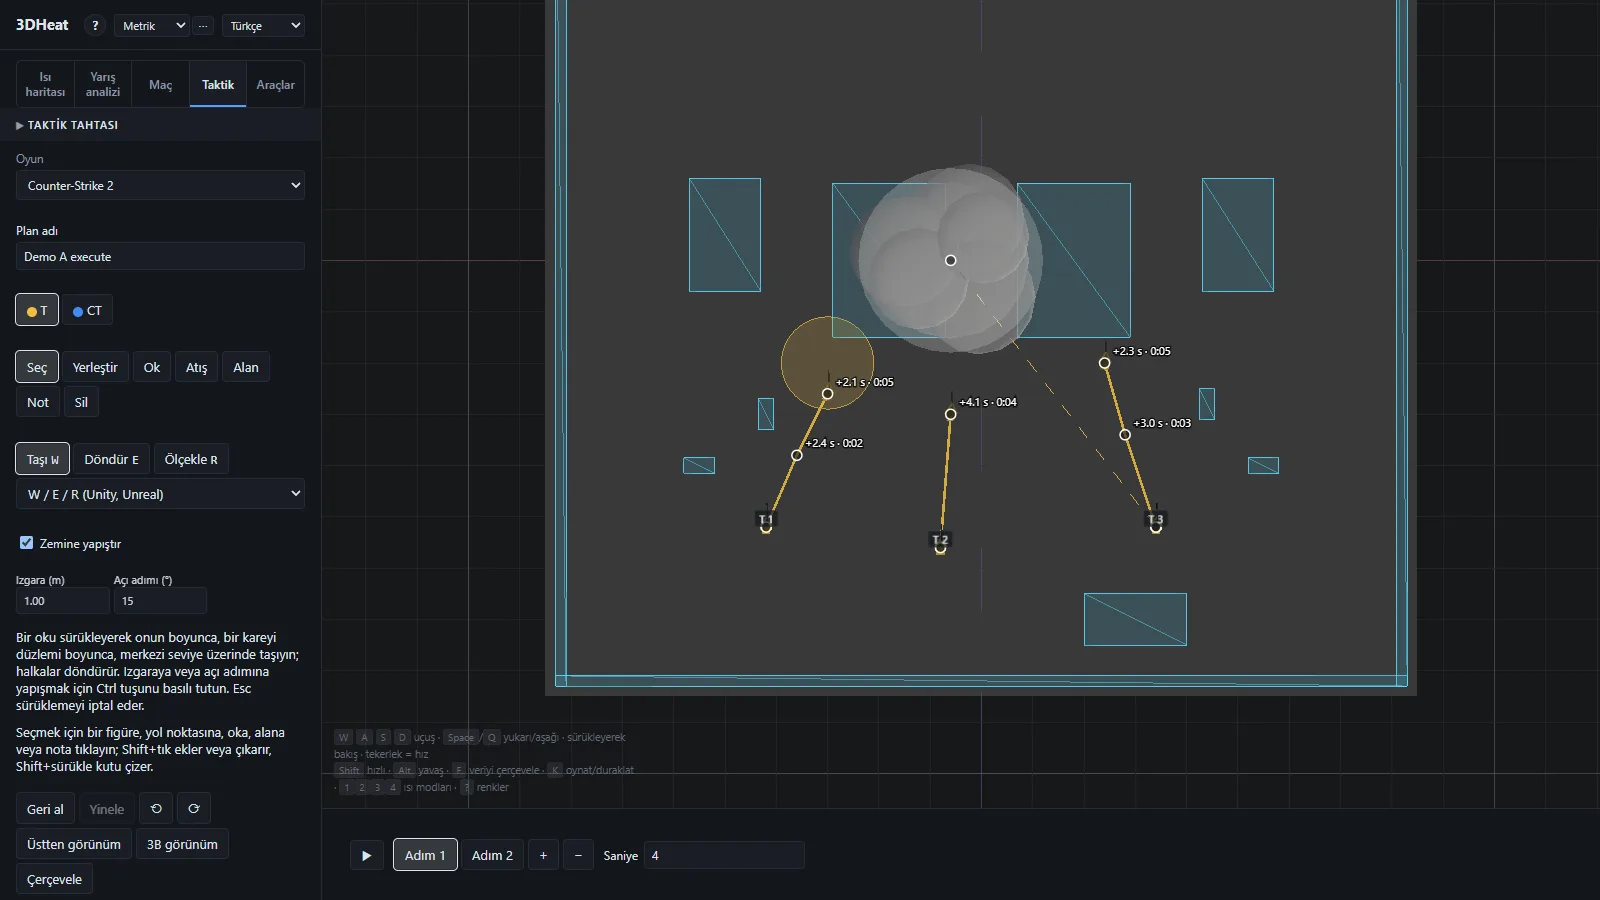 3DHeat
?
Metrik
...
Türkçe
Isı haritası
Yarış analizi
Maç
Taktik
Araçlar
TAKTİK TAHTASI
Oyun
Counter-Strike 2
Plan adı
Demo A execute
T
CT
Seç
Yerleştir
Ok
Atış
Alan
Not
Sil
Taşı W
Döndür E
Ölçekle R
W / E / R (Unity, Unreal)
Zemine yapıştır
Izgara (m)
Açı adımı (°)
1.00
15
Bir oku sürükleyerek onun boyunca, bir kareyi
düzlemi boyunca, merkezi seviye üzerinde taşıyın;
halkalar döndürür. Izgaraya veya açı adımına
yapışmak için Ctrl tuşunu basılı tutun. Esc
sürüklemeyi iptal eder.
Seçmek için bir figüre, yol noktasına, oka, alana
veya nota tıklayın; Shift+tık ekler veya çıkarır,
Shift+sürükle kutu çizer.
Geri al
Yinele
Üstten görünüm
3B görünüm
Çerçevele
+2.1 s · 0:05
+2.4 s · 0:02
+4.1 s · 0:04
+2.3 s · 0:05
+3.0 s · 0:03
T1
T2
T3
W A S D uçuş · Space / Q yukarı/aşağı · sürükleyerek
bakış · tekerlek = hız
Shift hızlı · Alt yavaş · F veriyi çerçevele · K oynat/duraklat
· 1 2 3 4 ısı modları · ? renkler
Adım 1
Adım 2
+
−
Saniye
4